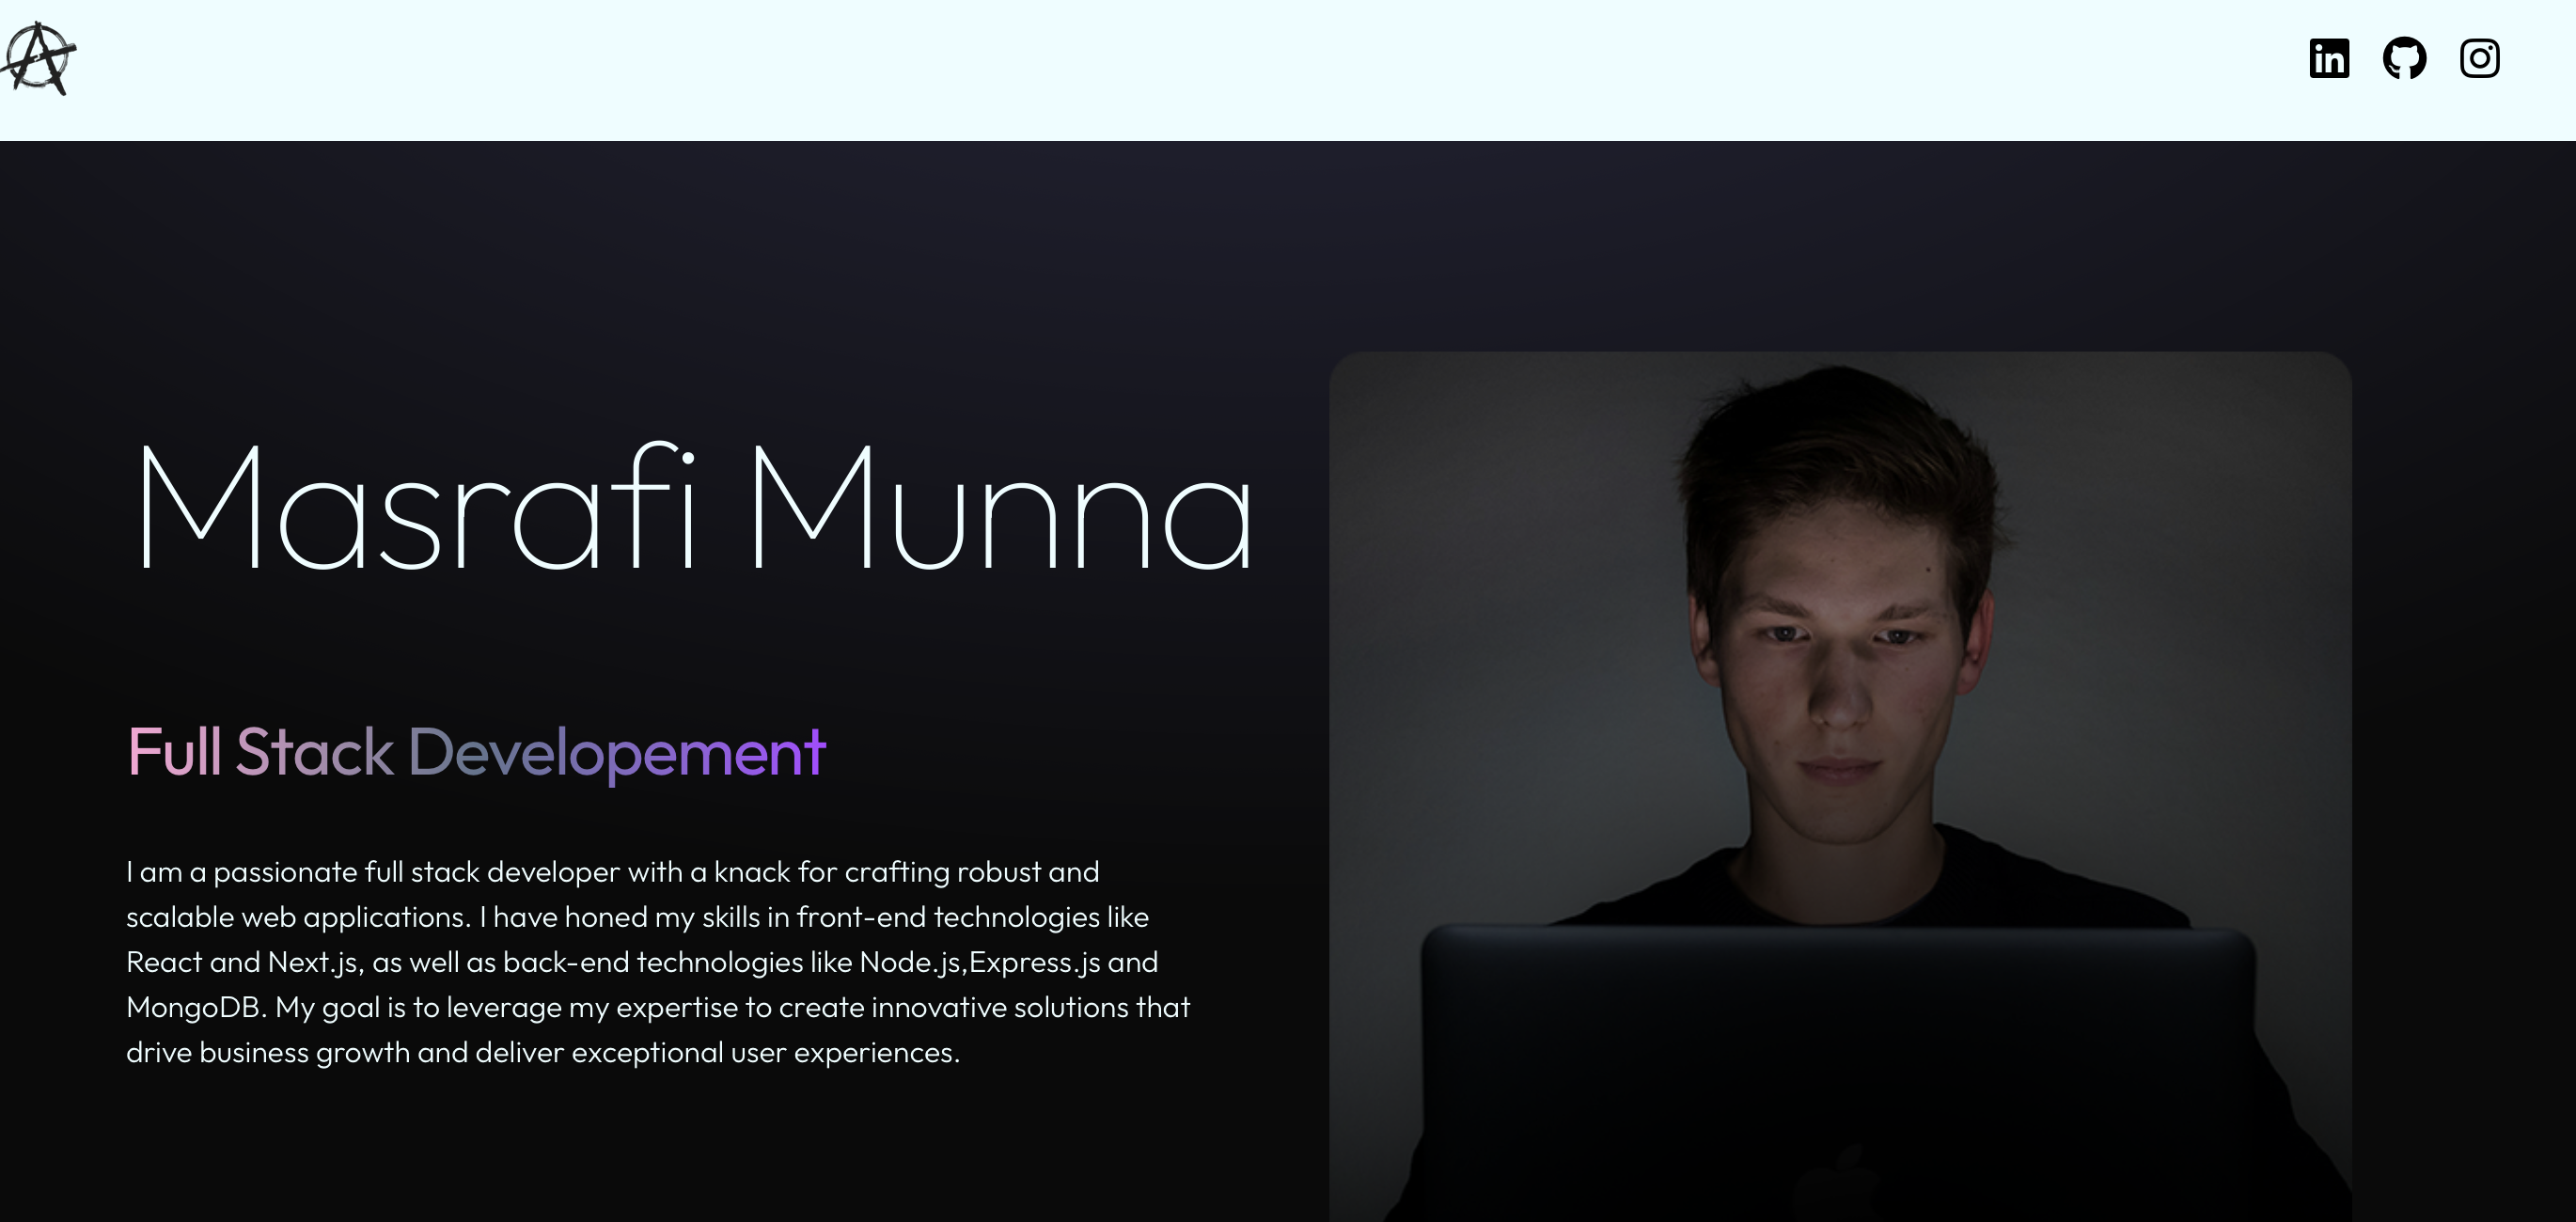 Masrafi Munna
Full Stack Developement
I am a passionate full stack developer with a knack for crafting robust and
scalable web applications. I have honed my skills in front-end technologies like
React and Next.js, as well as back-end technologies like Node.js,Express.js and
MongoDB. My goal is to leverage my expertise to create innovative solutions that
drive business growth and deliver exceptional user experiences.